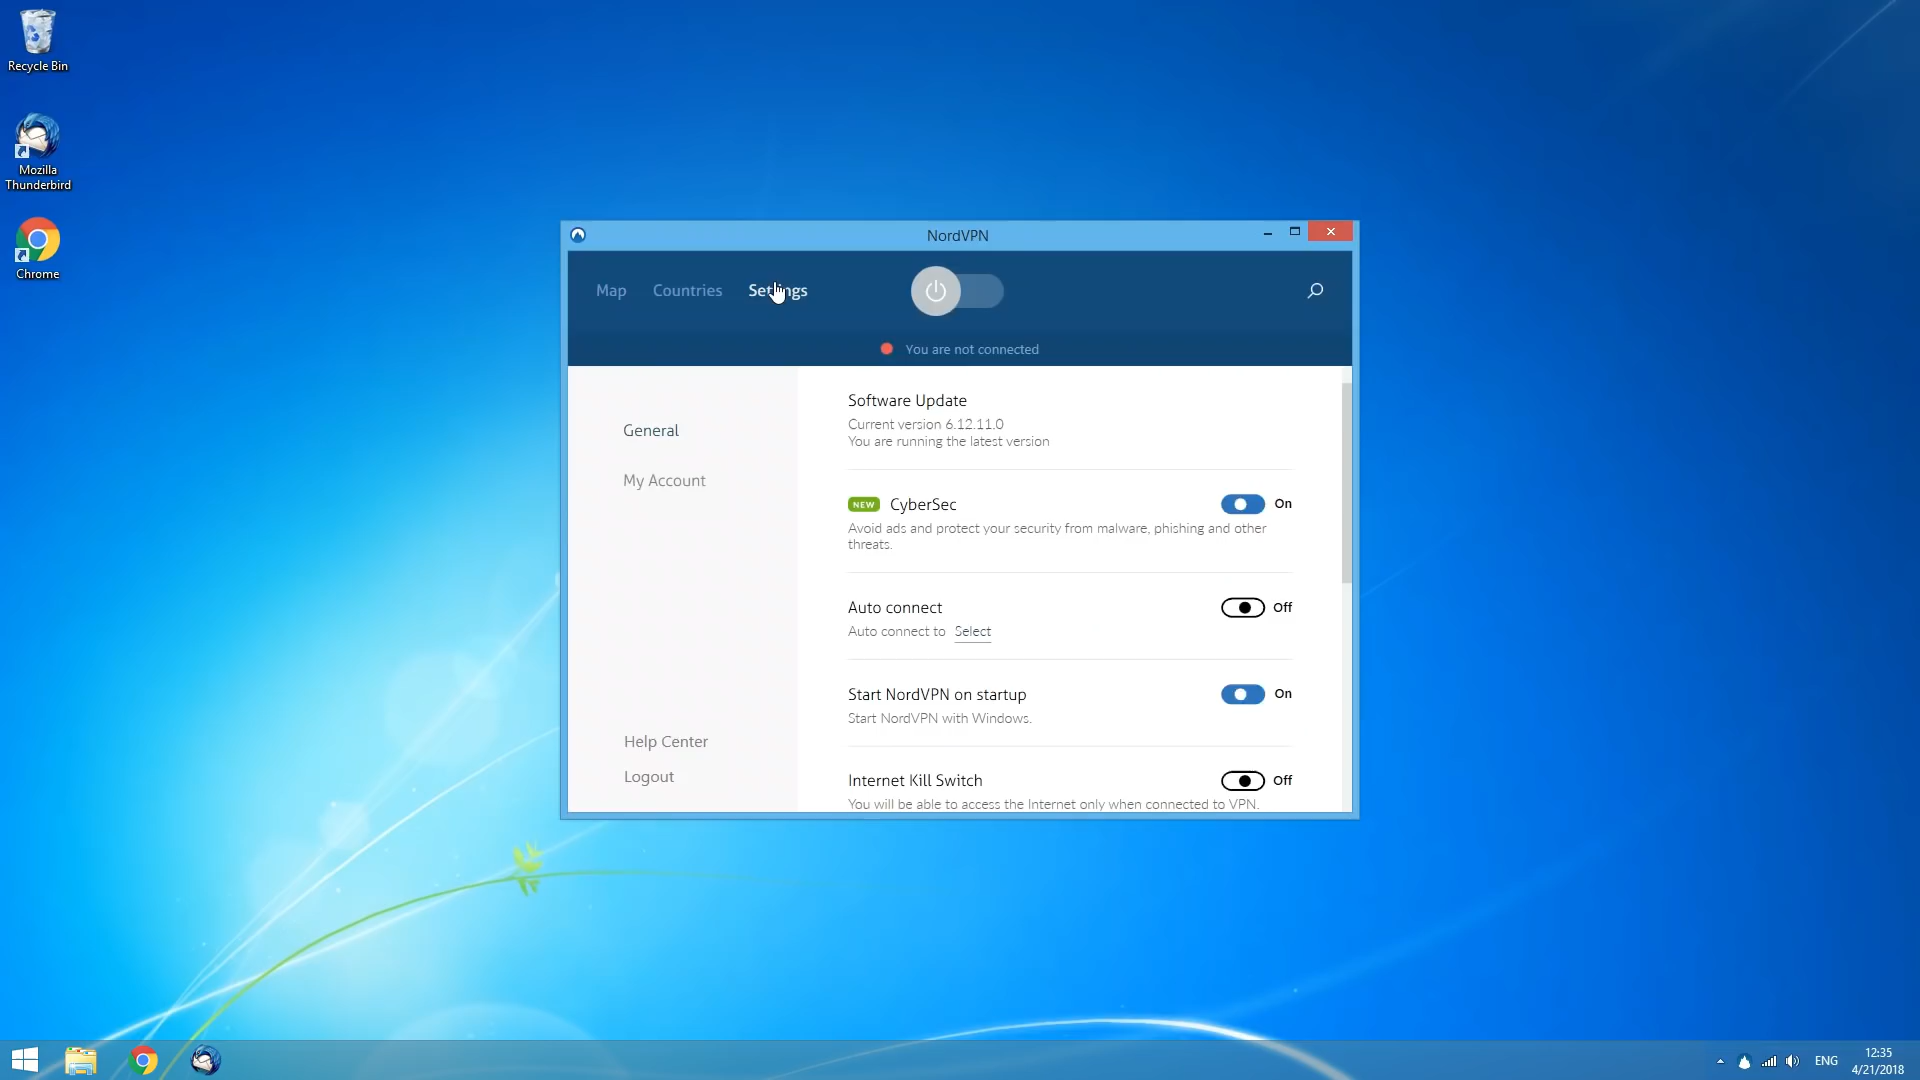 Recycle Bin
Mozilla
Thunderbird
Chrome
NordVPN
Map
Countries
Settings
You are not connected
General
My Account
Help Center
Logout
Software Update
Current version 6.12.11.0
You are running the latest version
NEW CyberSec
On
Avoid ads and protect your security from malware, phishing and other
threats.
Auto connect
Off
Auto connect to Select
Start NordVPN on startup
On
Start NordVPN with Windows.
Internet Kill Switch
Off
You will be able to access the Internet only when connected to VPN.
ENG
12:35
4/21/2018